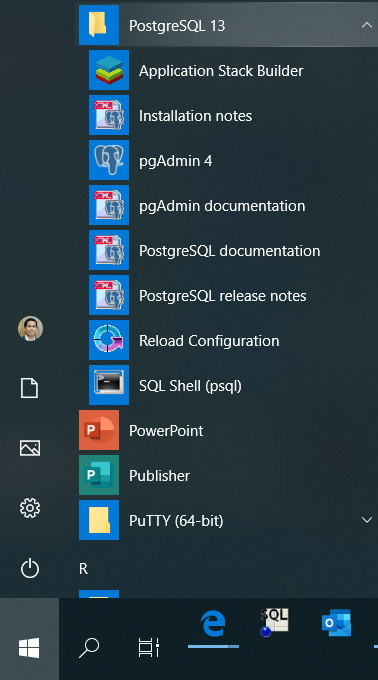 PostgreSQL 13
Application Stack Builder
Installation notes
pgAdmin 4
pgAdmin documentation
PostgreSQL documentation
PostgreSQL release notes
Reload Configuration
SQL Shell (psql)
PowerPoint
Publisher
PuTTY (64-bit)
R
SQL